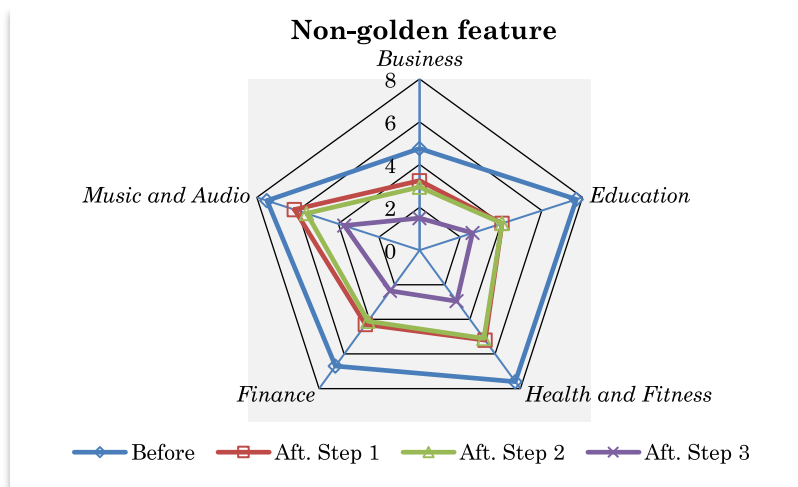 Non-golden feature
Business
8
6
4
2
0
Music and Audio
Education
Finance
Health and Fitness
Before
Aft. Step 1
Aft. Step 2
Aft. Step 3